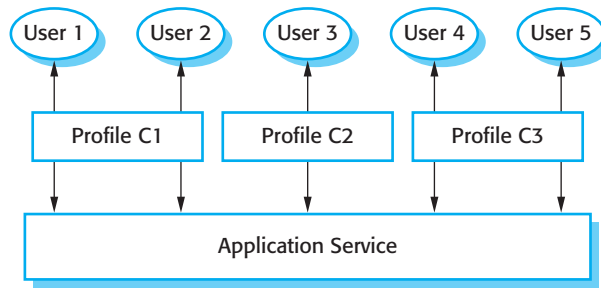 User 1 User 2 User 3 User 4 User 5
Profile C1 Profile C2 Profile C3
Application Service